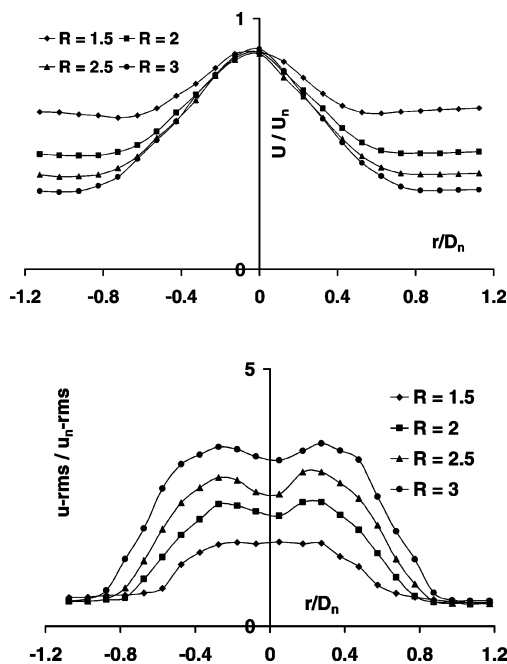 1
R = 1.5 R = 2
R = 2.5 R = 3
U / Uₙ
r/Dₙ
0
-1.2 -0.8 -0.4 0 0.4 0.8 1.2
5
u-rms / uₙ-rms
R = 1.5
R = 2
R = 2.5
R = 3
r/Dₙ
0
-1.2 -0.8 -0.4 0 0.4 0.8 1.2